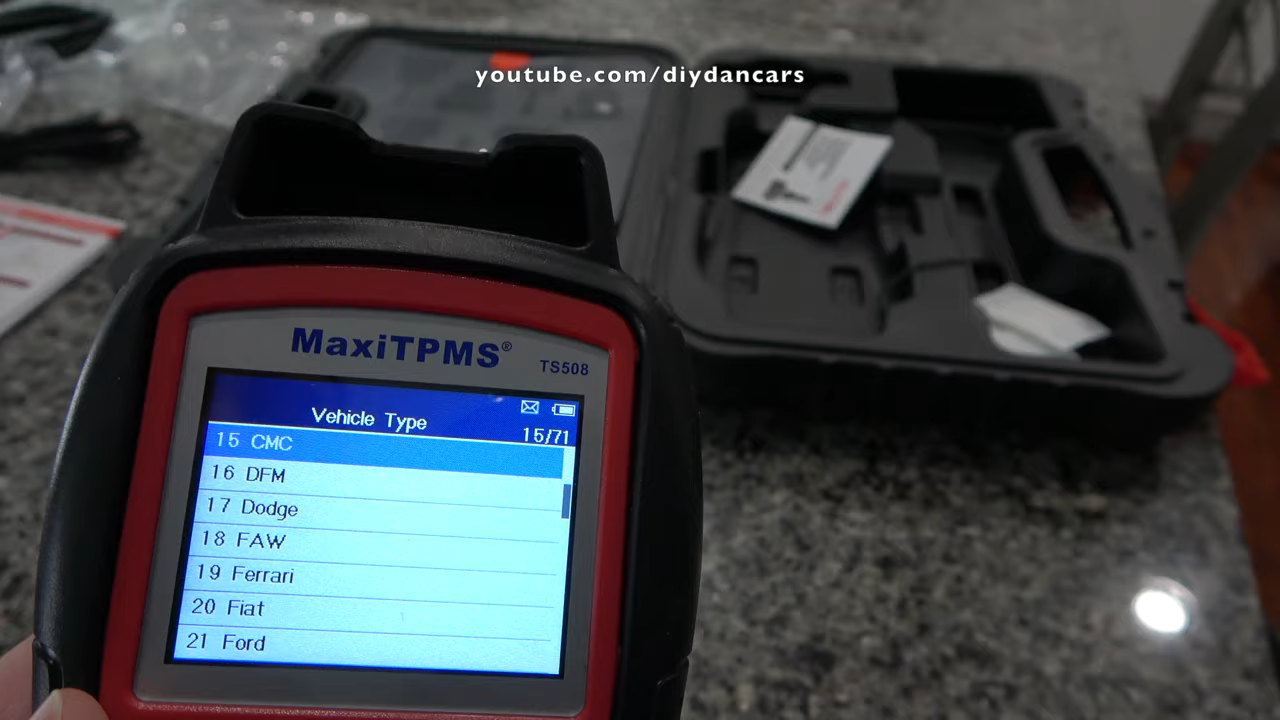 youtube.com/diydancars
MaxiTPMS®
TS508
Vehicle Type
15/71
15 CMC
16 DFM
17 Dodge
18 FAW
19 Ferrari
20 Fiat
21 Ford